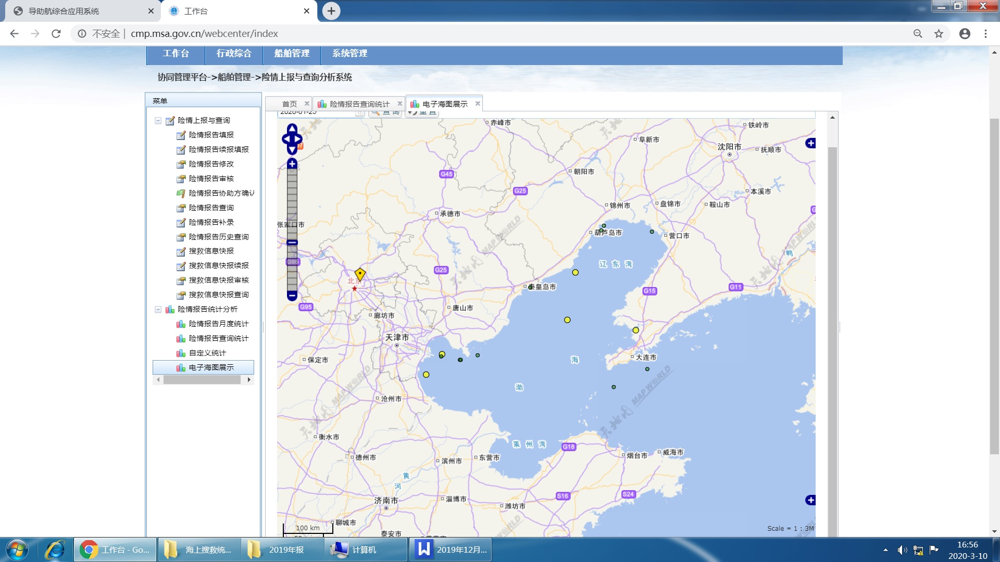 导助航综合应用系统
工作台
不安全 | cmp.msa.gov.cn/webcenter/index
工作台
行政综合
船舶管理
系统管理
协同管理平台->船舶管理->险情上报与查询分析系统
菜单
险情上报与查询
险情报告填报
险情报告续报填报
险情报告修改
险情报告审核
险情报告协助方确认
险情报告查询
险情报告补录
险情报告历史查询
搜救信息快报
搜救信息快报续报
搜救信息快报审核
搜救信息快报查询
险情报告统计分析
险情报告月度统计
险情报告查询统计
自定义统计
电子海图展示
首页
险情报告查询统计
电子海图展示
2020-01-25
查 询
重 置
赤峰市
铁岭市
阜新市
沈阳市
抚顺市
G45
朝阳市
G25
本溪市
锦州市
盘锦市
鞍山市
承德市
张家口市
葫芦岛市
营口市
辽东湾
鸭
G95
G25
北京
秦皇岛市
G15
G11
G95
唐山市
廊坊市
天津市
保定市
大连市
海
渤
沧州市
衡水市
莱州湾
G18
德州市
滨州市
东营市
烟台市
威海市
黄
河
济南市
淄博市
S16
S24
潍坊市
聊城市
泰安市
100 km
Scale = 1 : 3M
天地图 MAP WORLD
天地图 MAP WORLD
天地图 MAP WORLD
工作台 - Go...
海上搜救统...
2019年报
计算机
2019年12月...
16:56
2020-3-10